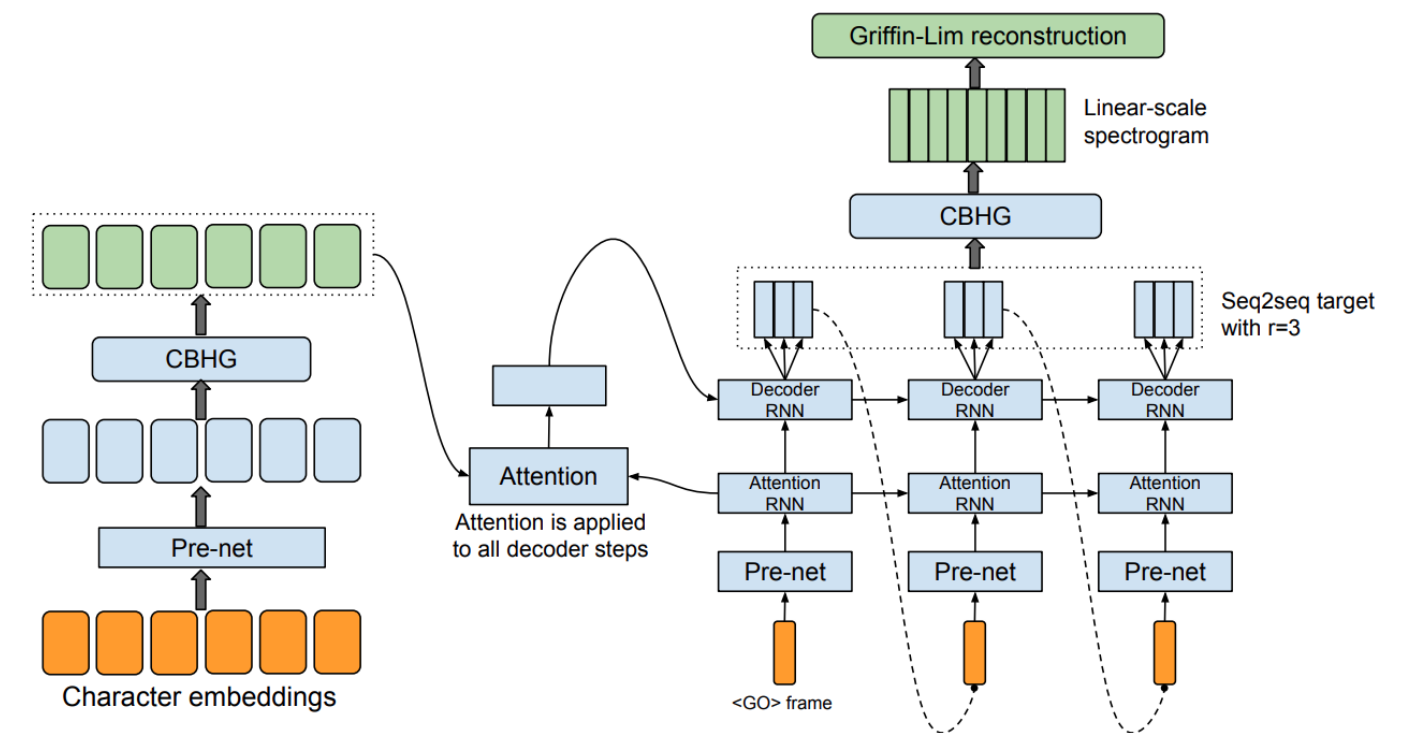 Griffin-Lim reconstruction
Linear-scale
spectrogram
CBHG
Seq2seq target
with r=3
CBHG
Decoder
RNN
Decoder
RNN
Decoder
RNN
Attention
Attention
RNN
Attention
RNN
Attention
RNN
Attention is applied
to all decoder steps
Pre-net
Pre-net
Pre-net
Pre-net
Character embeddings
<GO> frame